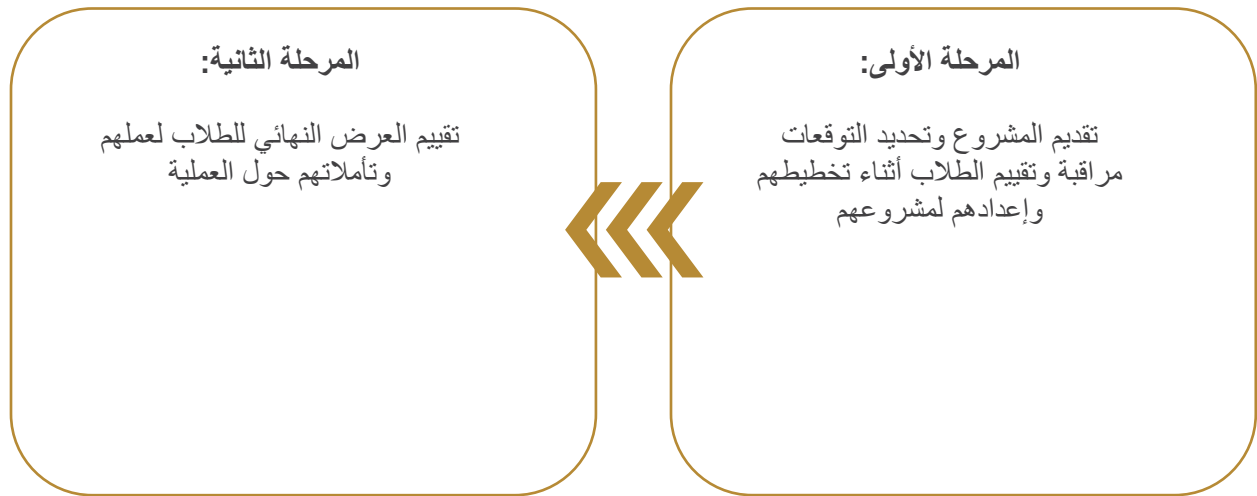 المرحلة الأولى:
تقديم المشروع وتحديد التوقعات
مراقبة وتقييم الطلاب أثناء تخطيطهم
وإعدادهم لمشروعهم
المرحلة الثانية:
تقييم العرض النهائي للطلاب لعملهم
وتأملاتهم حول العملية